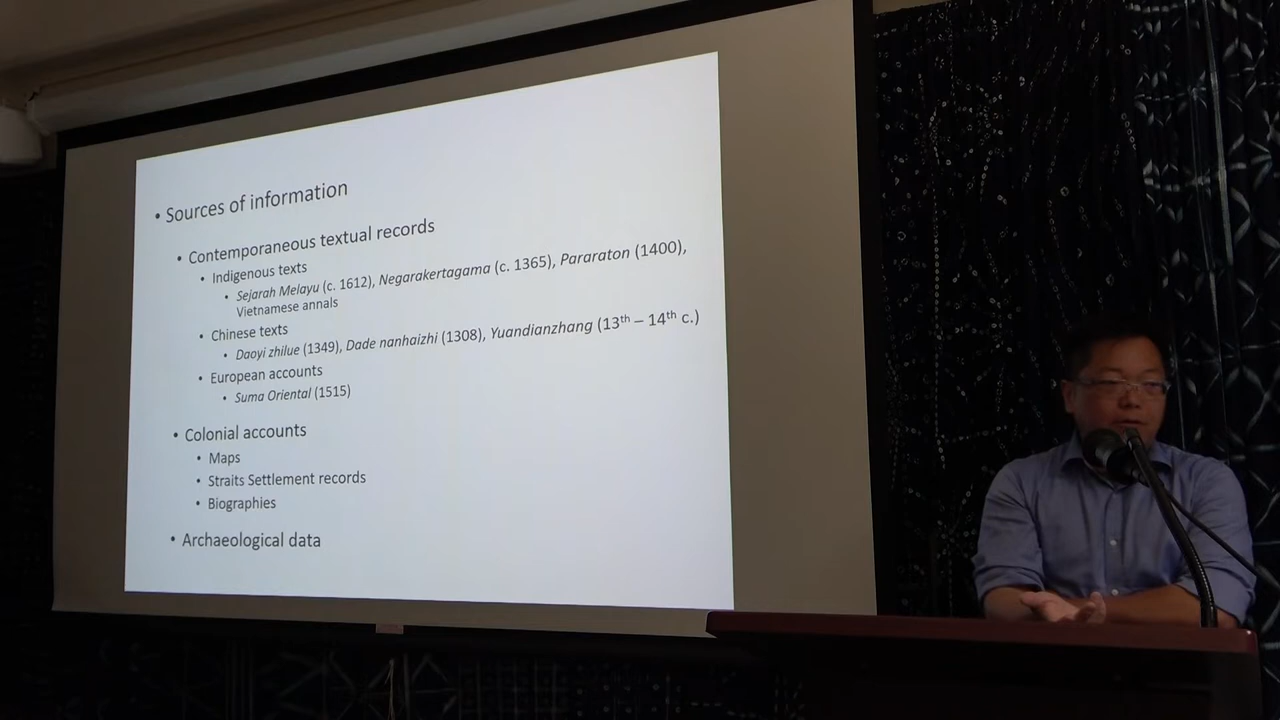 • Sources of information
• Contemporaneous textual records
• Indigenous texts
• Sejarah Melayu (c. 1612), Negarakertagama (c. 1365), Pararaton (1400),
Vietnamese annals
• Chinese texts
• Daoyi zhilue (1349), Dade nanhaizhi (1308), Yuandianzhang (13th – 14th c.)
• European accounts
• Suma Oriental (1515)
• Colonial accounts
• Maps
• Straits Settlement records
• Biographies
• Archaeological data